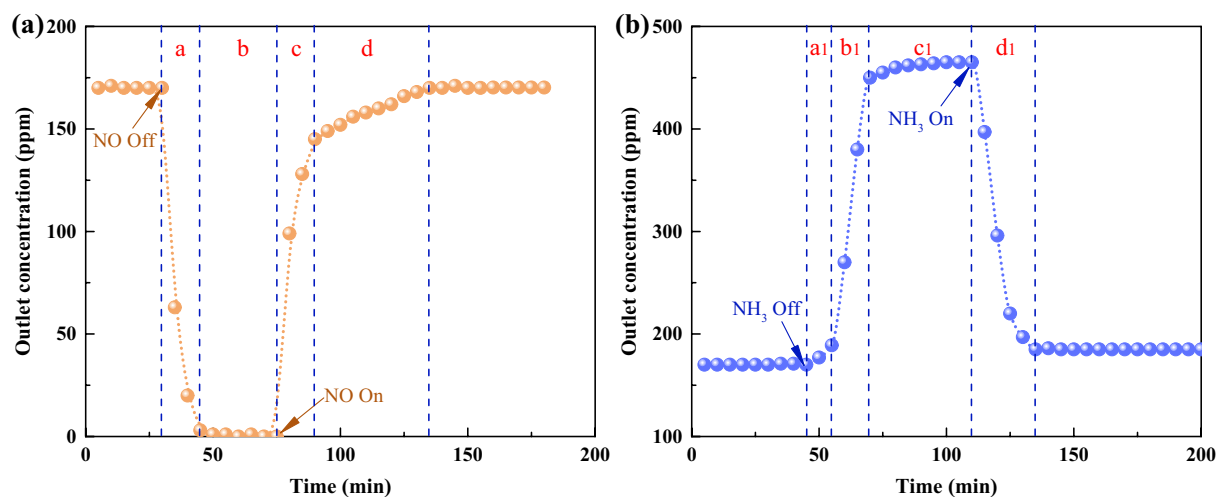 (a)
200
150
100
50
0
Outlet concentration (ppm)
a
b
c
d
NO Off
NO On
0
50
100
150
200
Time (min)
(b)
500
400
300
200
100
Outlet concentration (ppm)
a1
b1
c1
d1
NH₃ On
NH₃ Off
0
50
100
150
200
Time (min)